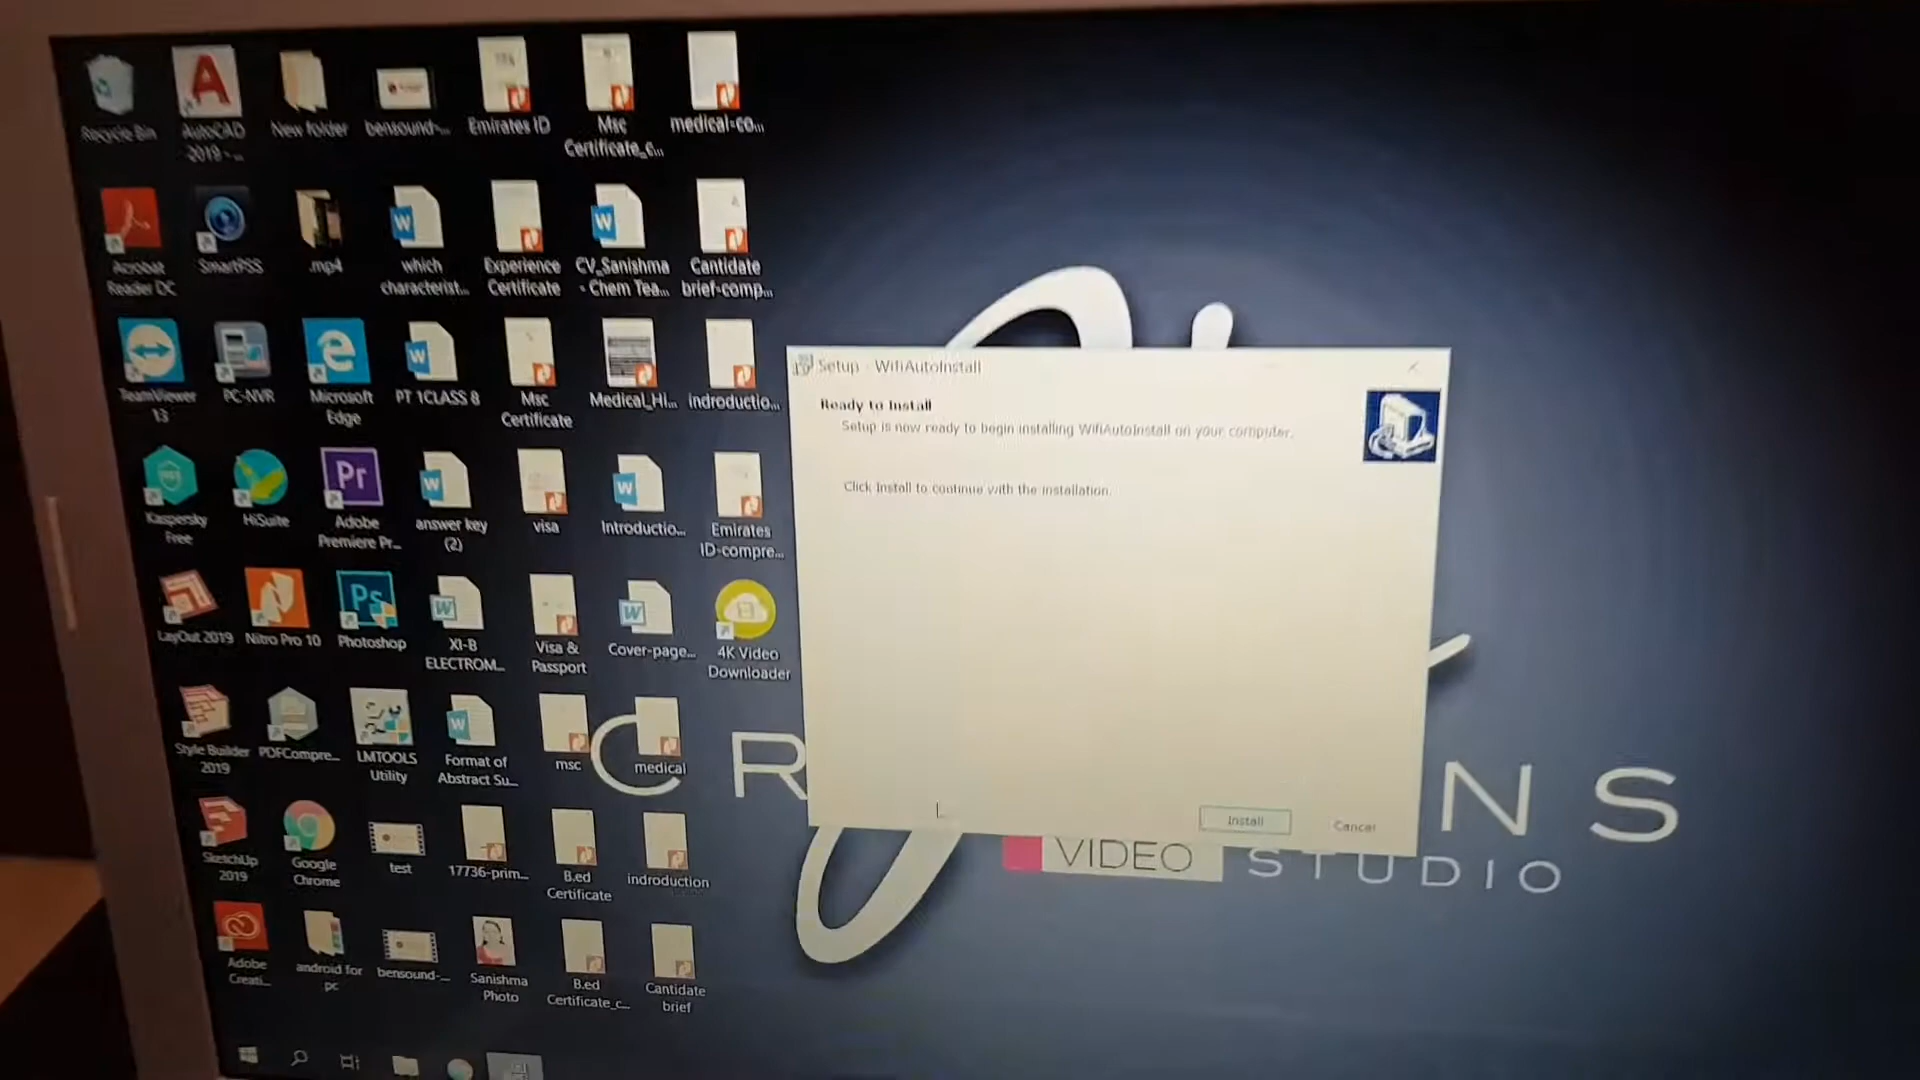 Recycle Bin
AutoCAD
2019 - ...
New folder
bensound-...
Emirates ID
Msc
Certificate_c...
medical-co...
Acrobat
Reader DC
SmartPSS
.mp4
which
characterist...
Experience
Certificate
CV_Sanishma
- Chem Tea...
Cantidate
brief-comp...
TeamViewer
13
PC-NVR
Microsoft
Edge
PT 1CLASS 8
Msc
Certificate
Medical_Hi...
indroductio...
Kaspersky
Free
HiSuite
Adobe
Premiere Pr...
answer key
(2)
visa
Introductio...
Emirates
ID-compre...
LayOut 2019
Nitro Pro 10
Photoshop
XI-B
ELECTROM...
Visa &
Passport
Cover-page...
4K Video
Downloader
Style Builder
2019
PDFCompre...
LMTOOLS
Utility
Format of
Abstract Su...
msc
medical
SketchUp
2019
Google
Chrome
test
17736-prim...
B.ed
Certificate
indroduction
Adobe
Creati...
android for
pc
bensound-...
Sanishma
Photo
B.ed
Certificate_c...
Cantidate
brief
Setup - WifiAutoInstall
Ready to Install
Setup is now ready to begin installing WifiAutoInstall on your computer.
Click Install to continue with the installation.
Install
Cancel
CR NS
VIDEO STUDIO